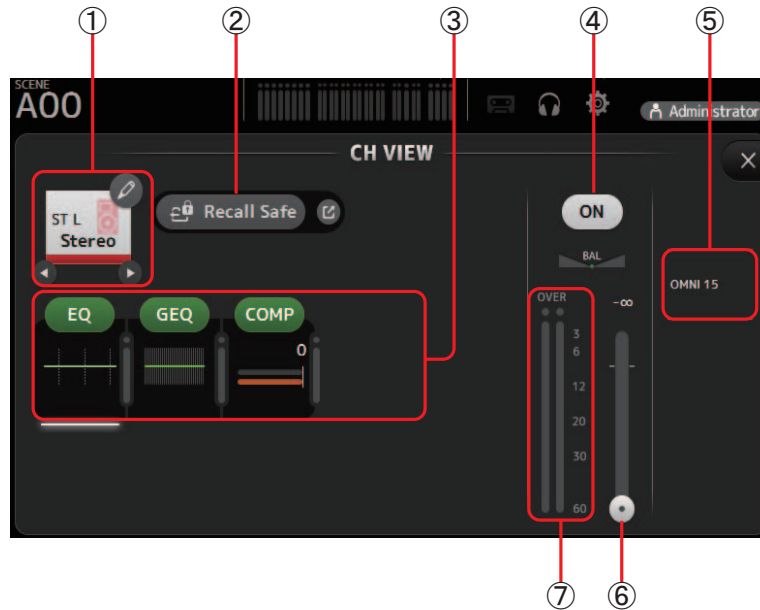 ① ② ③ ④ ⑤
SCENE
A00
Administrator
CH VIEW
ST L
Stereo
Recall Safe
ON
BAL
OMNI 15
EQ GEQ COMP
0
OVER
-∞
3
6
12
20
30
60
⑦ ⑥